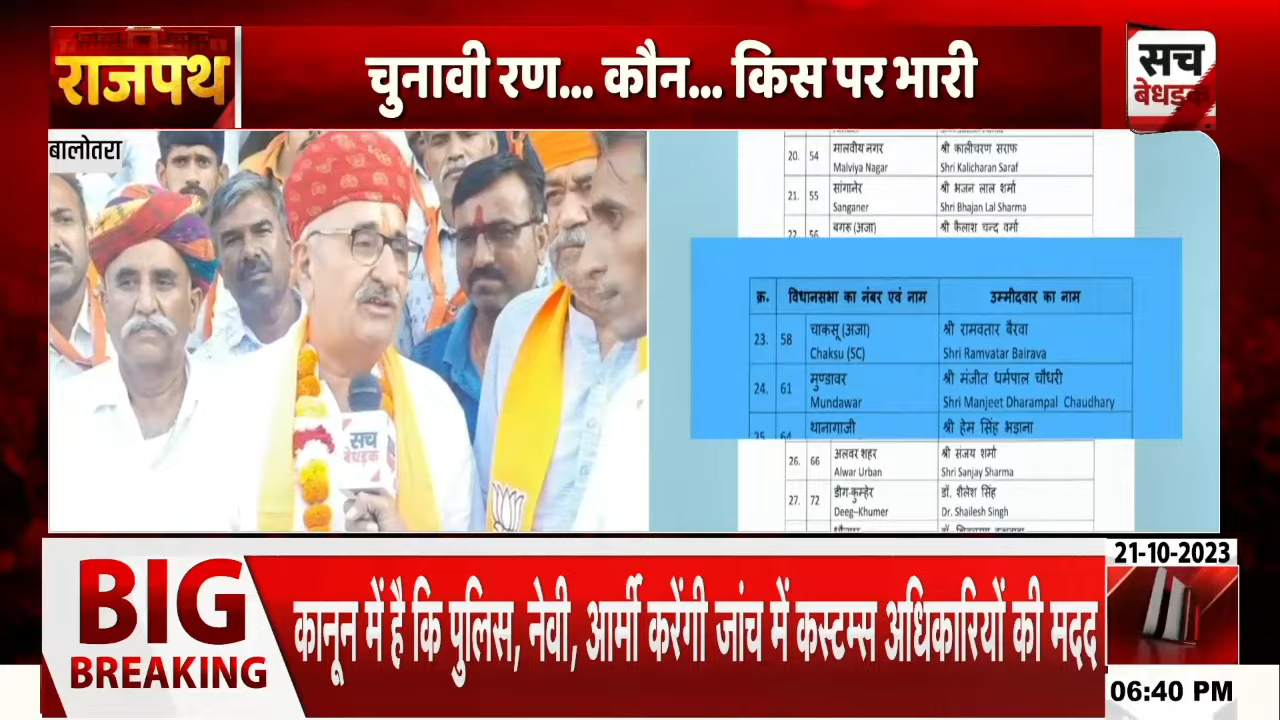 राजपथ
चुनावी रण... कौन... किस पर भारी
सच
बेधड़क
बालोतरा
सच
बेधड़क
20. 54 मालवीय नगर श्री कालीचरण सराफ
Malviya Nagar Shri Kalicharan Saraf
21. 55 सांगानेर श्री भजन लाल शर्मा
Sanganer Shri Bhajan Lal Sharma
22. 56 बगरू (अजा) श्री कैलाश चन्द वर्मा
क्र. विधानसभा का नंबर एवं नाम उम्मीदवार का नाम
23. 58 चाकसू (अजा) श्री रामवतार बैरवा
Chaksu (SC) Shri Ramvatar Bairava
24. 61 मुण्डावर श्री मंजीत धर्मपाल चौधरी
Mundawar Shri Manjeet Dharampal Chaudhary
25. 64 थानागाजी श्री हेम सिंह भडाना
26. 66 अलवर शहर श्री संजय शर्मा
Alwar Urban Shri Sanjay Sharma
27. 72 डीग-कुम्हेर डॉ. शैलेश सिंह
Deeg–Khumer Dr. Shailesh Singh
BIG
BREAKING
कानून में है कि पुलिस, नेवी, आर्मी करेंगी जांच में कस्टम्स अधिकारियों की मदद
21-10-2023
06:40 PM